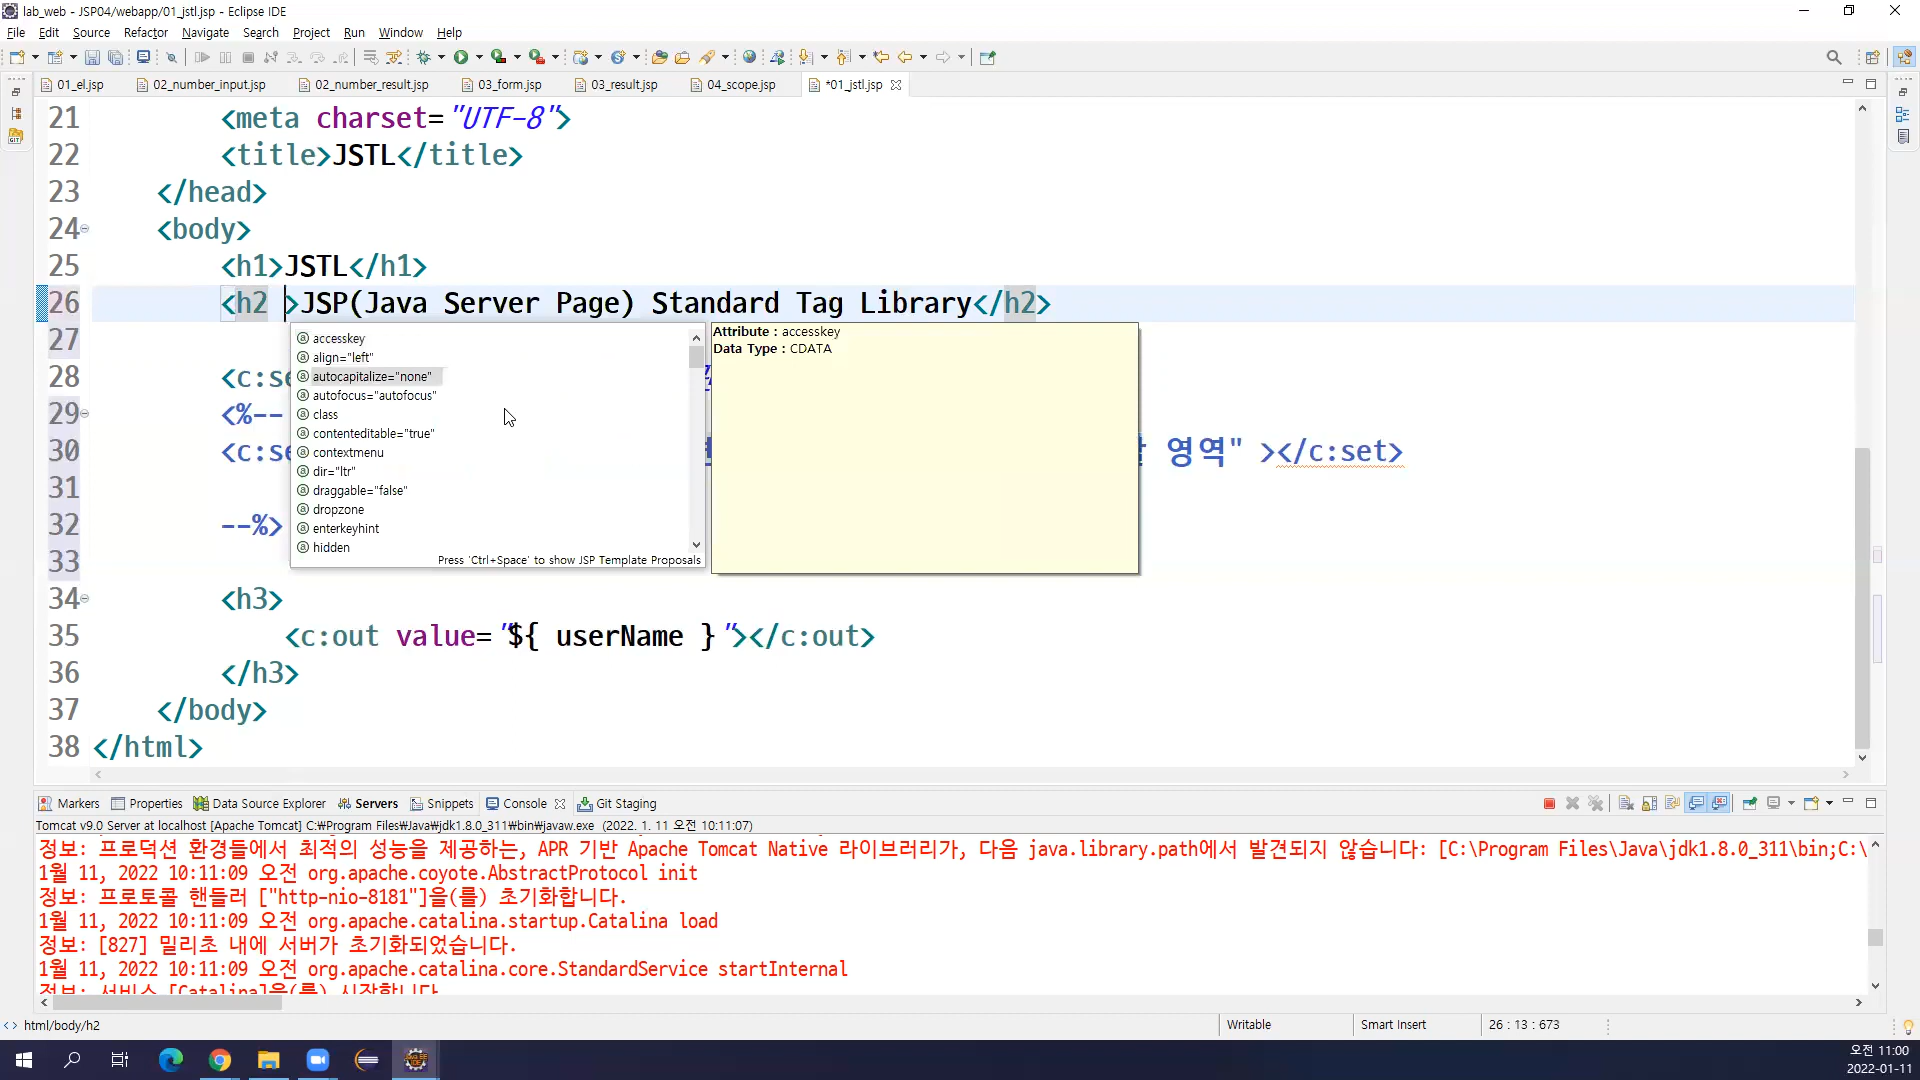 lab_web - JSP04/webapp/01_jstl.jsp - Eclipse IDE
File Edit Source Refactor Navigate Search Project Run Window Help
01_el.jsp 02_number_input.jsp 02_number_result.jsp 03_form.jsp 03_result.jsp 04_scope.jsp *01_jstl.jsp
21 <meta charset="UTF-8">
22 <title>JSTL</title>
23 </head>
24 <body>
25 <h1>JSTL</h1>
26 <h2 >JSP(Java Server Page) Standard Tag Library</h2>
27
28 <c:se
29 <%--
30 <c:se 영역" ></c:set>
31
32 --%>
33
34 <h3>
35 <c:out value="${ userName }"></c:out>
36 </h3>
37 </body>
38 </html>
accesskey
align="left"
autocapitalize="none"
autofocus="autofocus"
class
contenteditable="true"
contextmenu
dir="ltr"
draggable="false"
dropzone
enterkeyhint
hidden
Press 'Ctrl+Space' to show JSP Template Proposals
Attribute : accesskey
Data Type : CDATA
Markers Properties Data Source Explorer Servers Snippets Console Git Staging
Tomcat v9.0 Server at localhost [Apache Tomcat] C:₩Program Files₩Java₩jdk1.8.0_311₩bin₩javaw.exe (2022. 1. 11 오전 10:11:07)
정보: 프로덕션 환경들에서 최적의 성능을 제공하는, APR 기반 Apache Tomcat Native 라이브러리가, 다음 java.library.path에서 발견되지 않습니다: [C:\Program Files\Java\jdk1.8.0_311\bin;C:\
1월 11, 2022 10:11:09 오전 org.apache.coyote.AbstractProtocol init
정보: 프로토콜 핸들러 ["http-nio-8181"]을(를) 초기화합니다.
1월 11, 2022 10:11:09 오전 org.apache.catalina.startup.Catalina load
정보: [827] 밀리초 내에 서버가 초기화되었습니다.
1월 11, 2022 10:11:09 오전 org.apache.catalina.core.StandardService startInternal
정보: 서비스 [Catalina]을(를) 시작합니다
html/body/h2 Writable Smart Insert 26 : 13 : 673
오전 11:00
2022-01-11